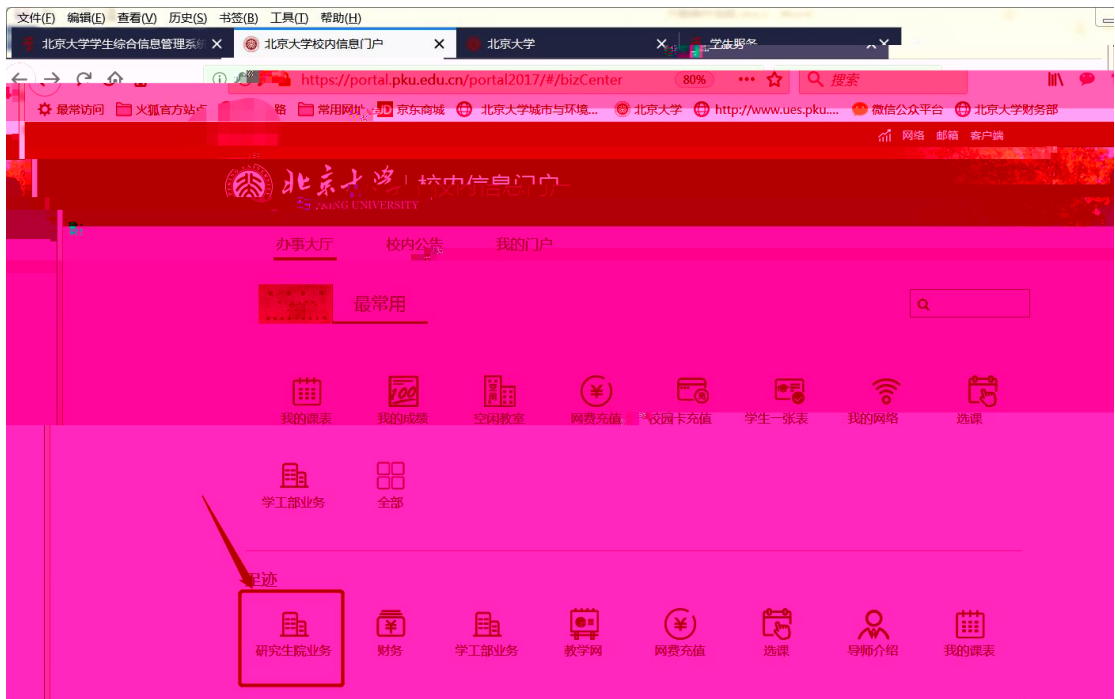 文件(F) 编辑(E) 查看(V) 历史(S) 书签(B) 工具(T) 帮助(H)
北京大学学生综合信息管理系统 北京大学校内信息门户 北京大学
https://portal.pku.edu.cn/portal2017/#/bizCenter 80% 搜索
最常访问 火狐官方站点 常用网址 京东商城 北京大学城市与环境... 北京大学 http://www.ues.pku.... 微信公众平台 北京大学财务部
网络 邮箱 客户端
北京大学 校内信息门户
UNIVERSITY
办事大厅 校内公告 我的门户
最常用
我的课表 我的成绩 空闲教室 网费充值 校园卡充值 学生一张表 我的网络 选课
学工部业务 全部
足迹
研究生院业务 财务 学工部业务 教学网 网费充值 选课 导师介绍 我的课表